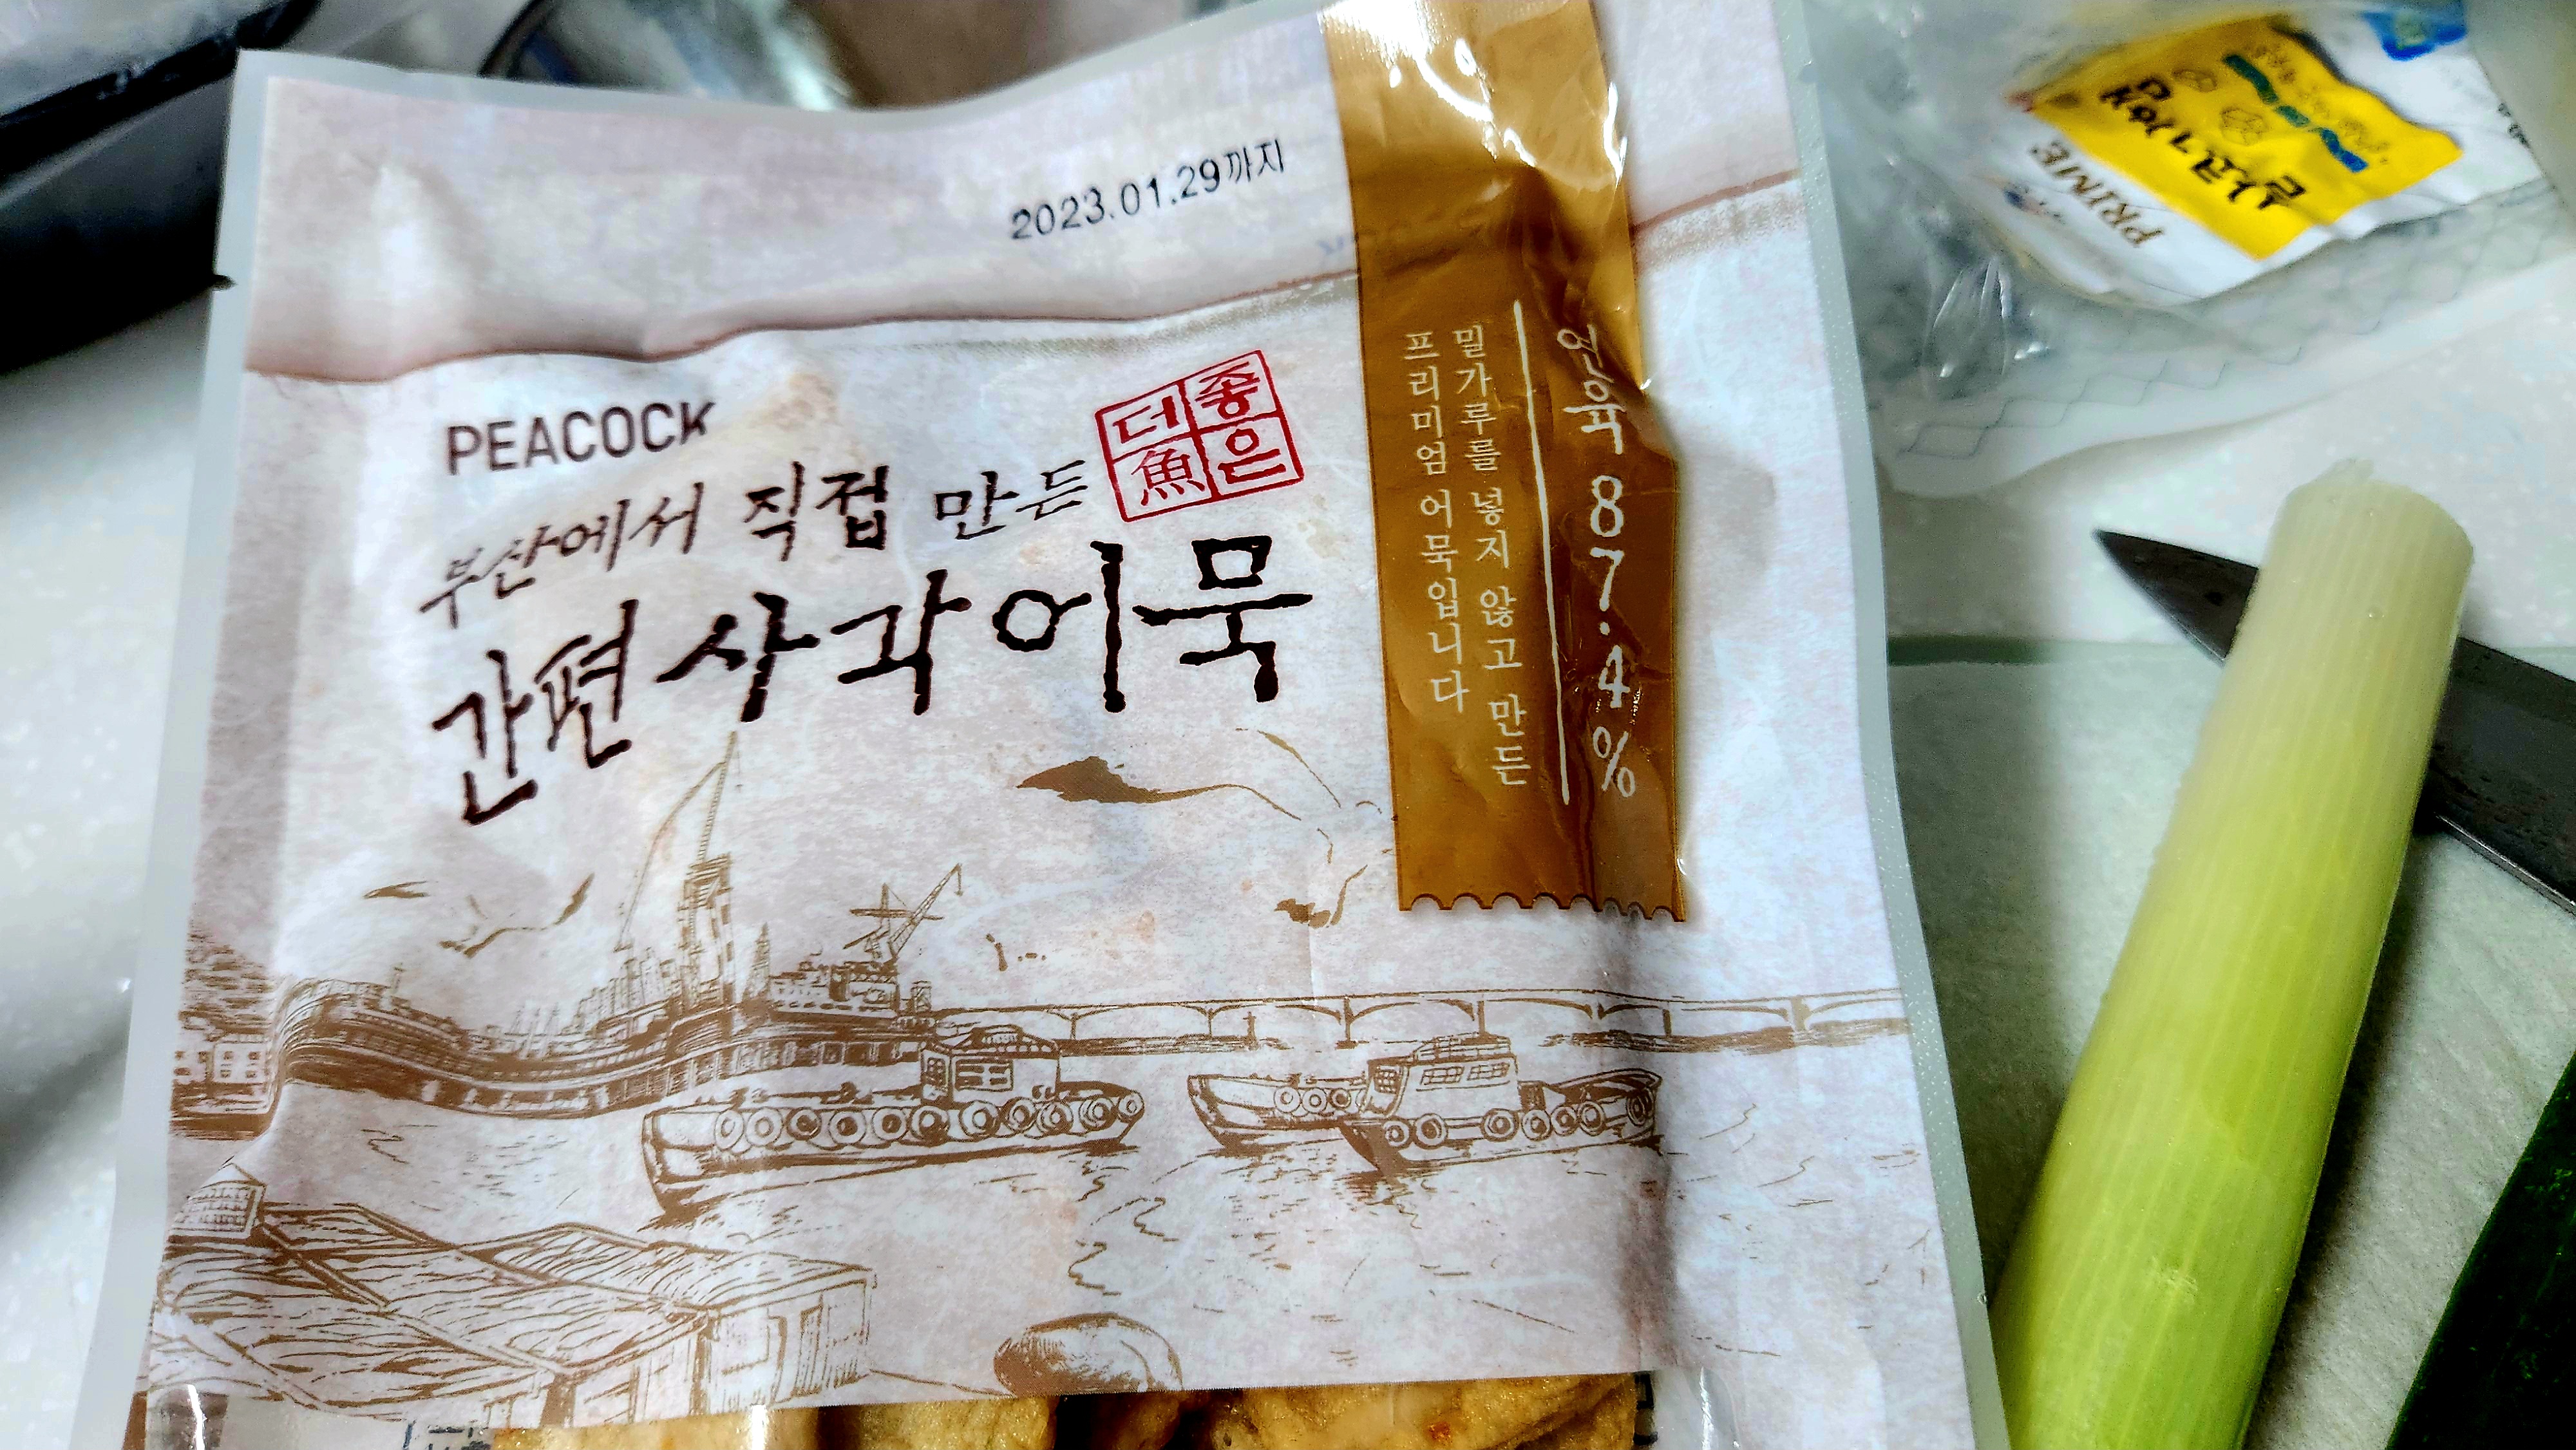 2023.01.29까지
PEACOCK
부산에서 직접 만든
더 좋은
魚
간편사각어묵
연육 87.4%
밀가루를 넣지 않고 만든
프리미엄 어묵입니다
PRIME